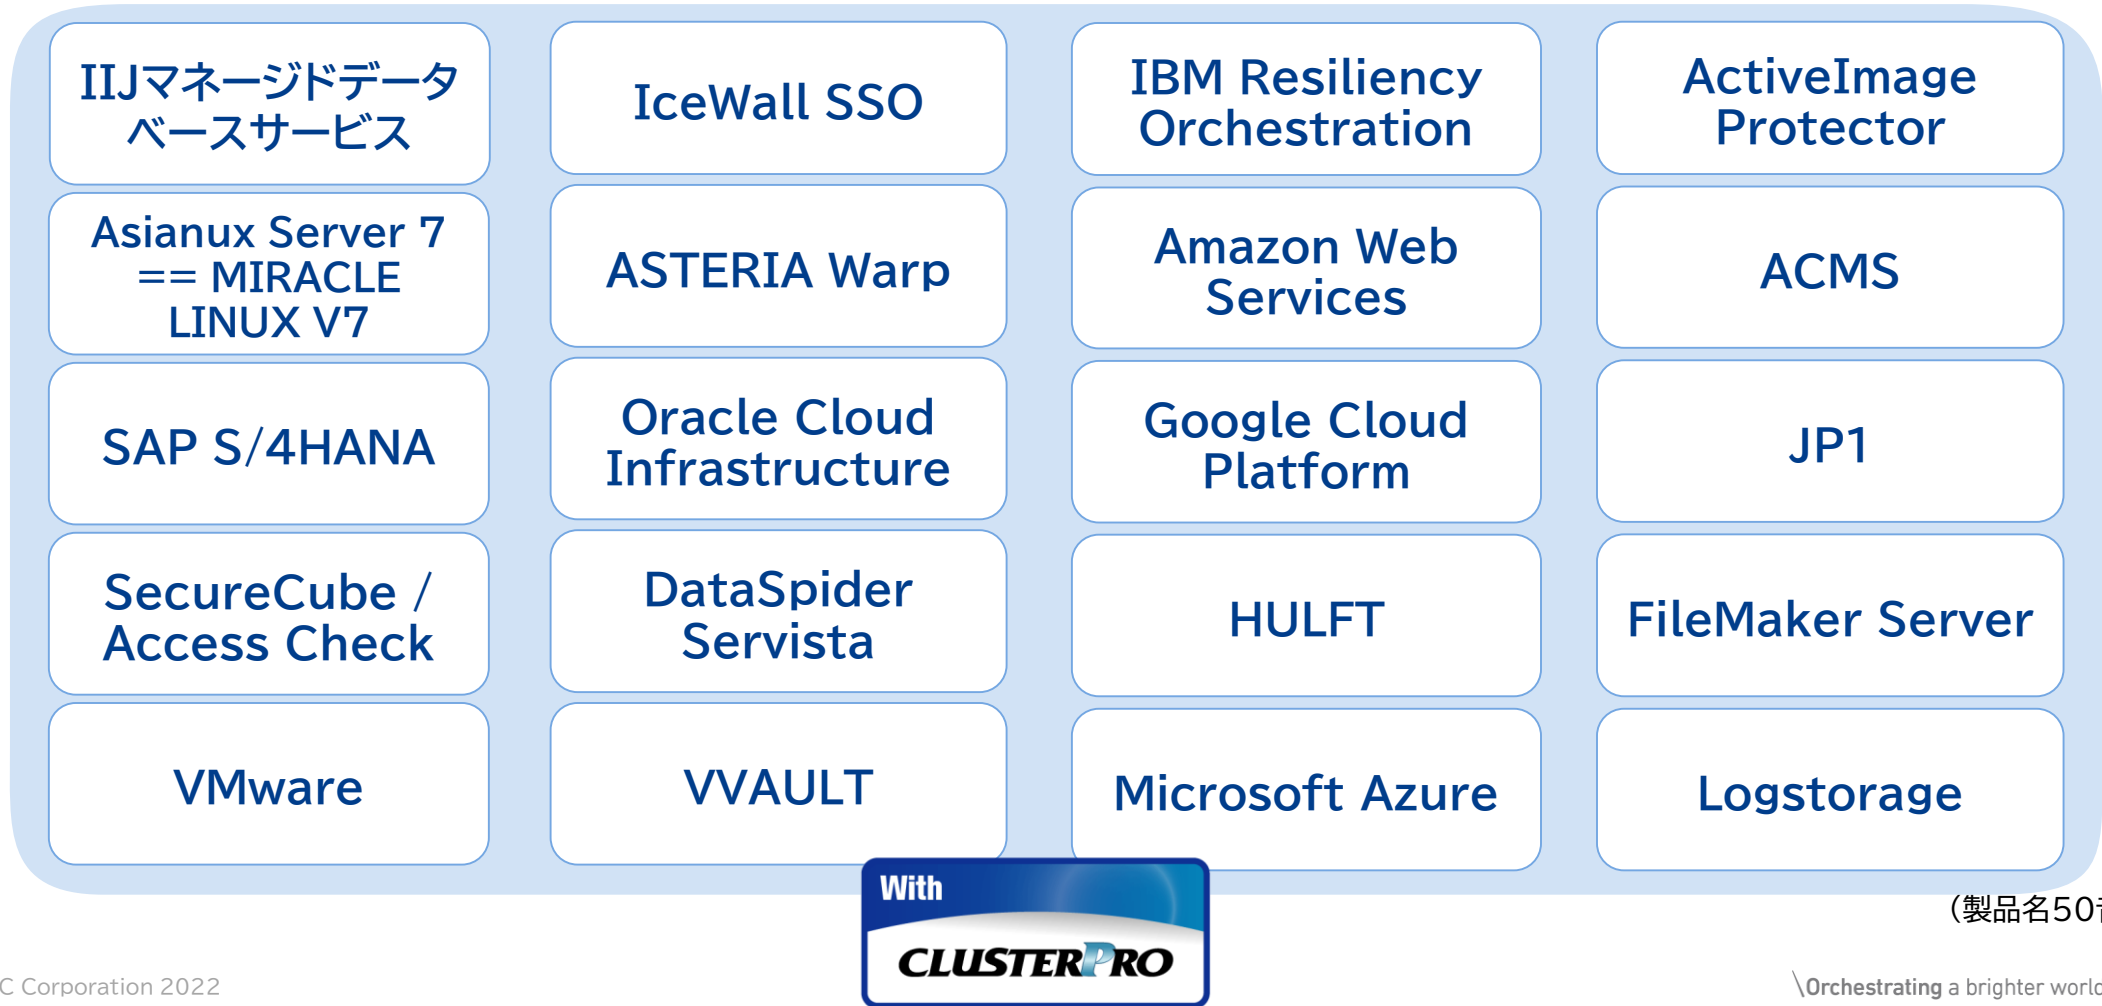 IIJマネージドデータ
ベースサービス
IceWall SSO
IBM Resiliency
Orchestration
ActiveImage
Protector
Asianux Server 7
== MIRACLE
LINUX V7
ASTERIA Warp
Amazon Web
Services
ACMS
SAP S/4HANA
Oracle Cloud
Infrastructure
Google Cloud
Platform
JP1
SecureCube /
Access Check
DataSpider
Servista
HULFT
FileMaker Server
VMware
VVAULT
Microsoft Azure
Logstorage
With
CLUSTERPRO
（製品名50
C Corporation 2022
\Orchestrating a brighter world